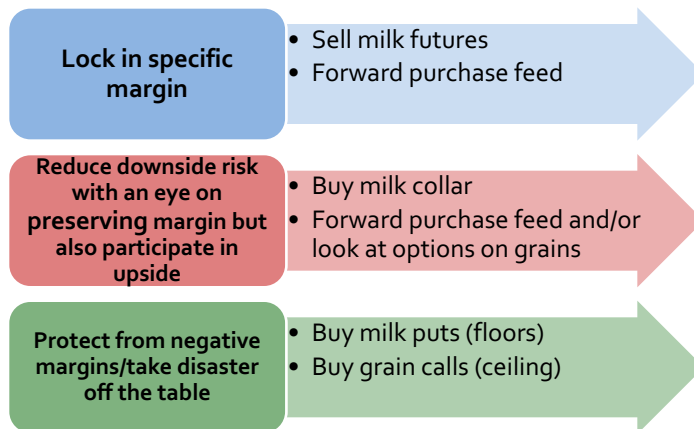 Lock in specific
margin
• Sell milk futures
• Forward purchase feed
Reduce downside risk
with an eye on
preserving margin but
also participate in
upside
• Buy milk collar
• Forward purchase feed and/or
look at options on grains
Protect from negative
margins/take disaster
off the table
• Buy milk puts (floors)
• Buy grain calls (ceiling)